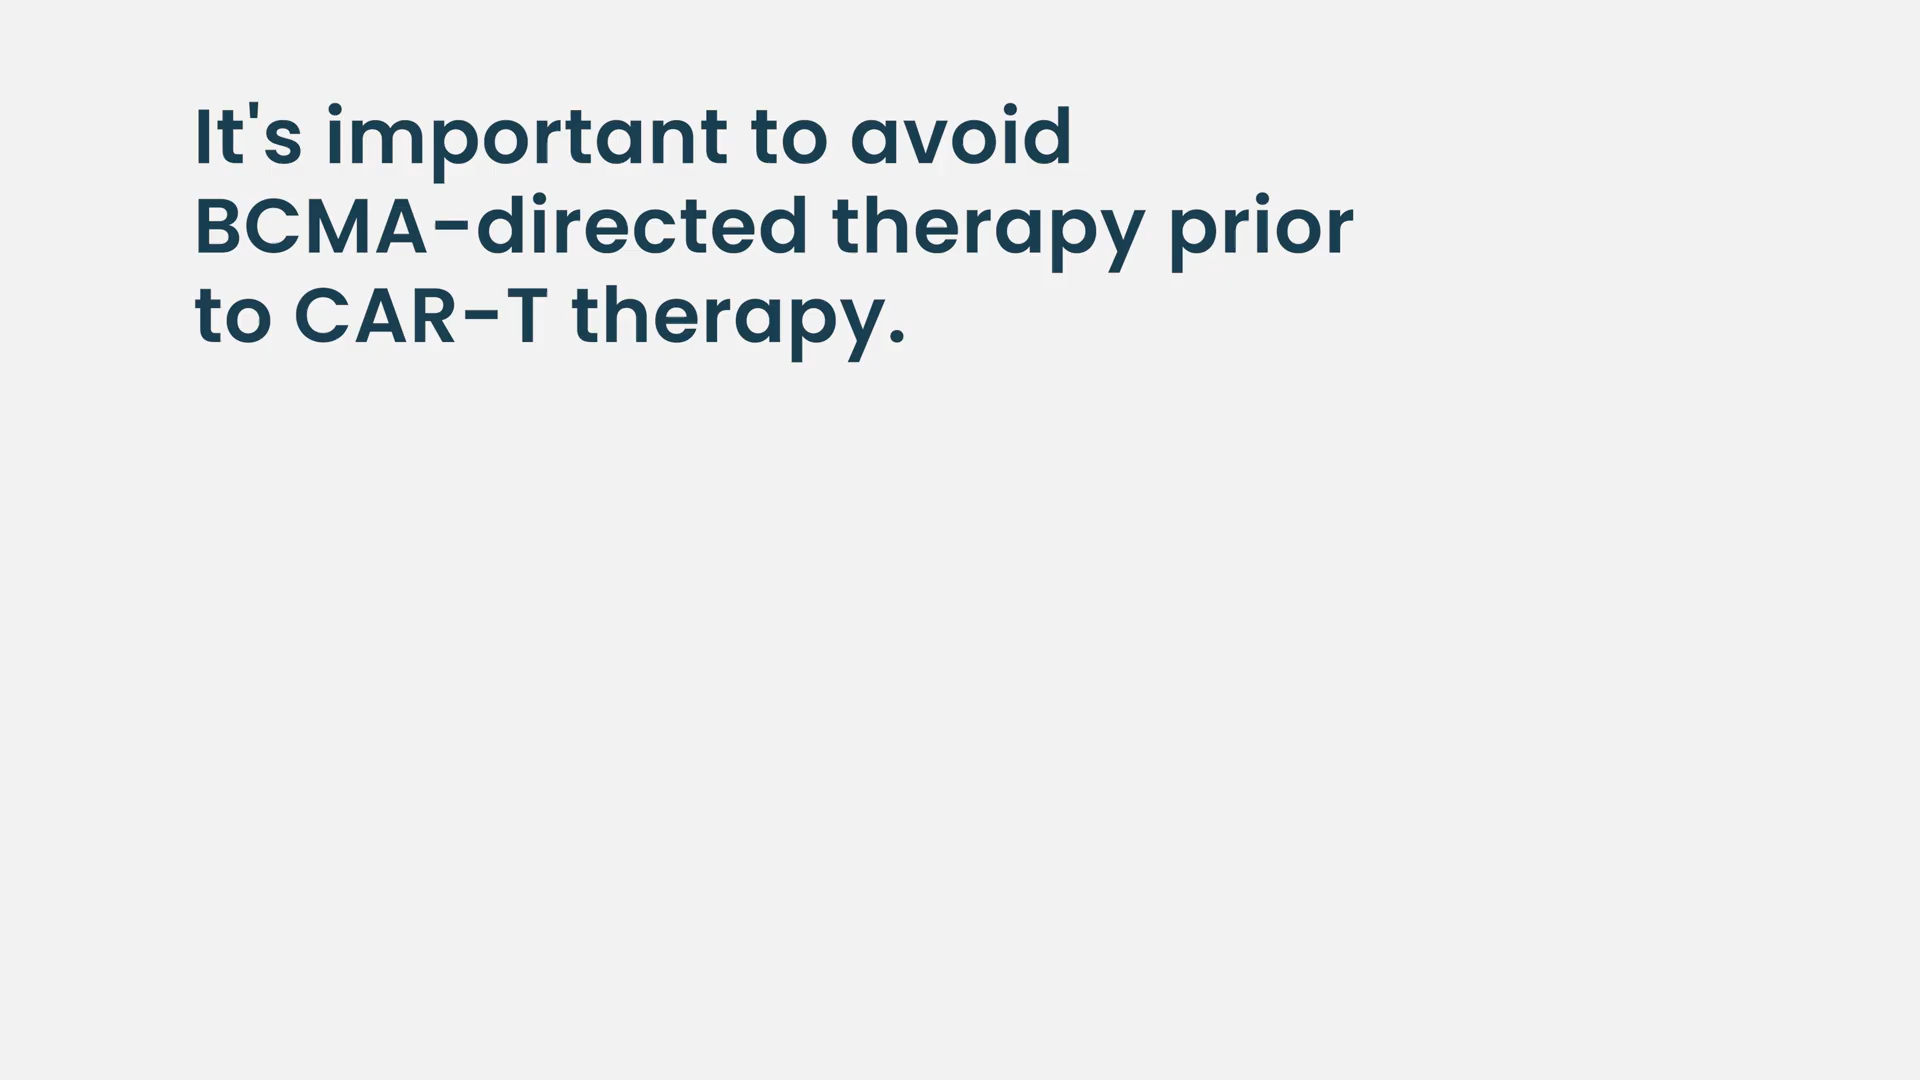 It's important to avoid
BCMA-directed therapy prior
to CAR-T therapy.